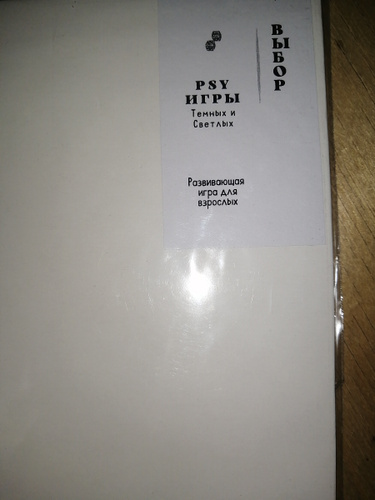 PSY
ИГРЫ
Темных и
Светлых
ВЫБОР
Развивающая
игра для
взрослых